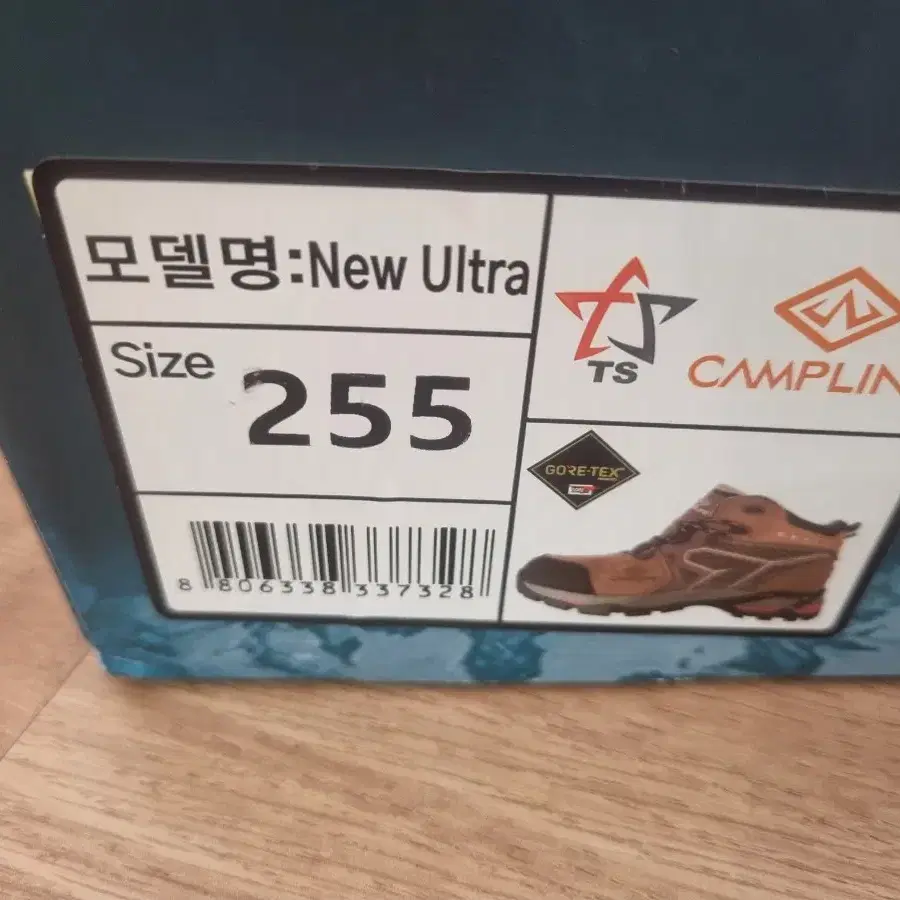 모델명:New Ultra
Size
255
8 806338 337328
TS
CAMPLIN
GORE-TEX